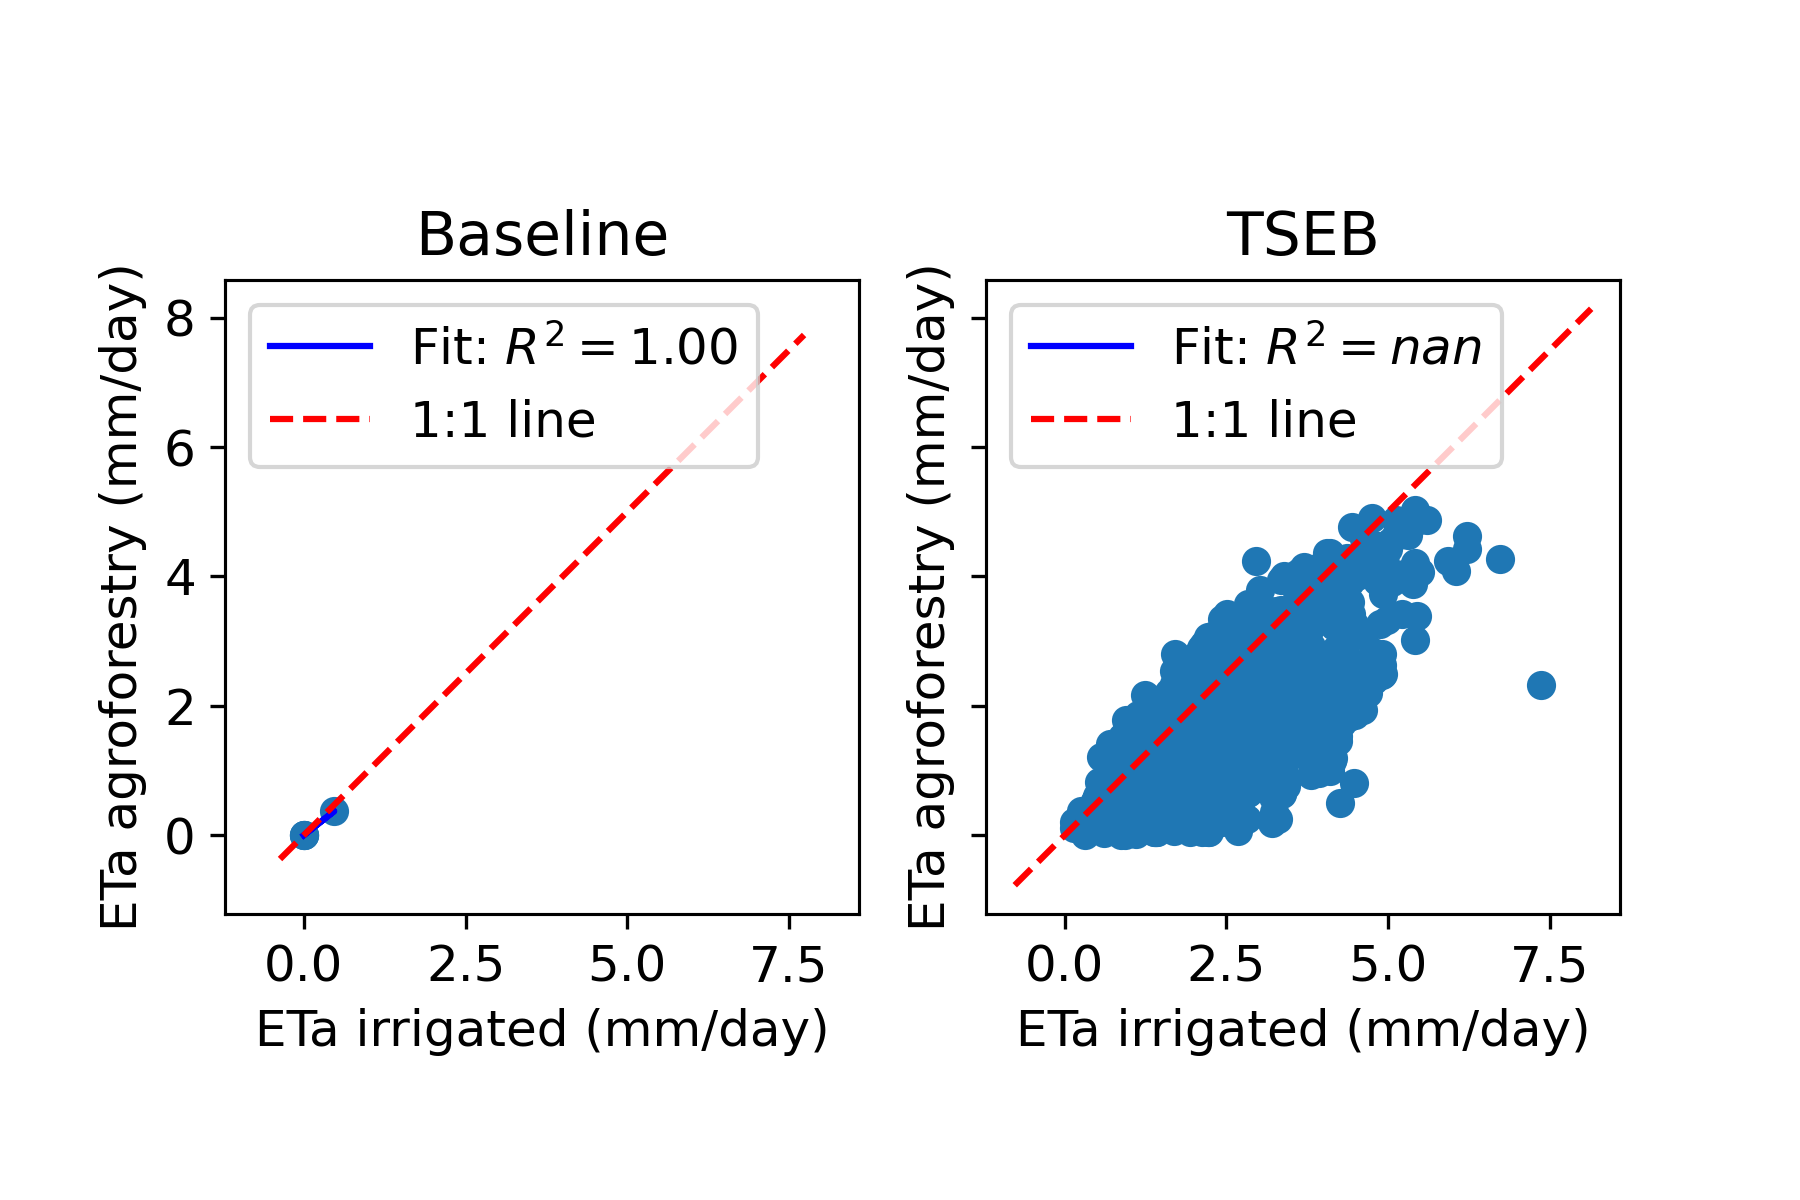 Baseline
ETa agroforestry (mm/day)
8
6
4
2
0
Fit: R² = 1.00
1:1 line
0.0 2.5 5.0 7.5
ETa irrigated (mm/day)
TSEB
ETa agroforestry (mm/day)
Fit: R² = nan
1:1 line
0.0 2.5 5.0 7.5
ETa irrigated (mm/day)